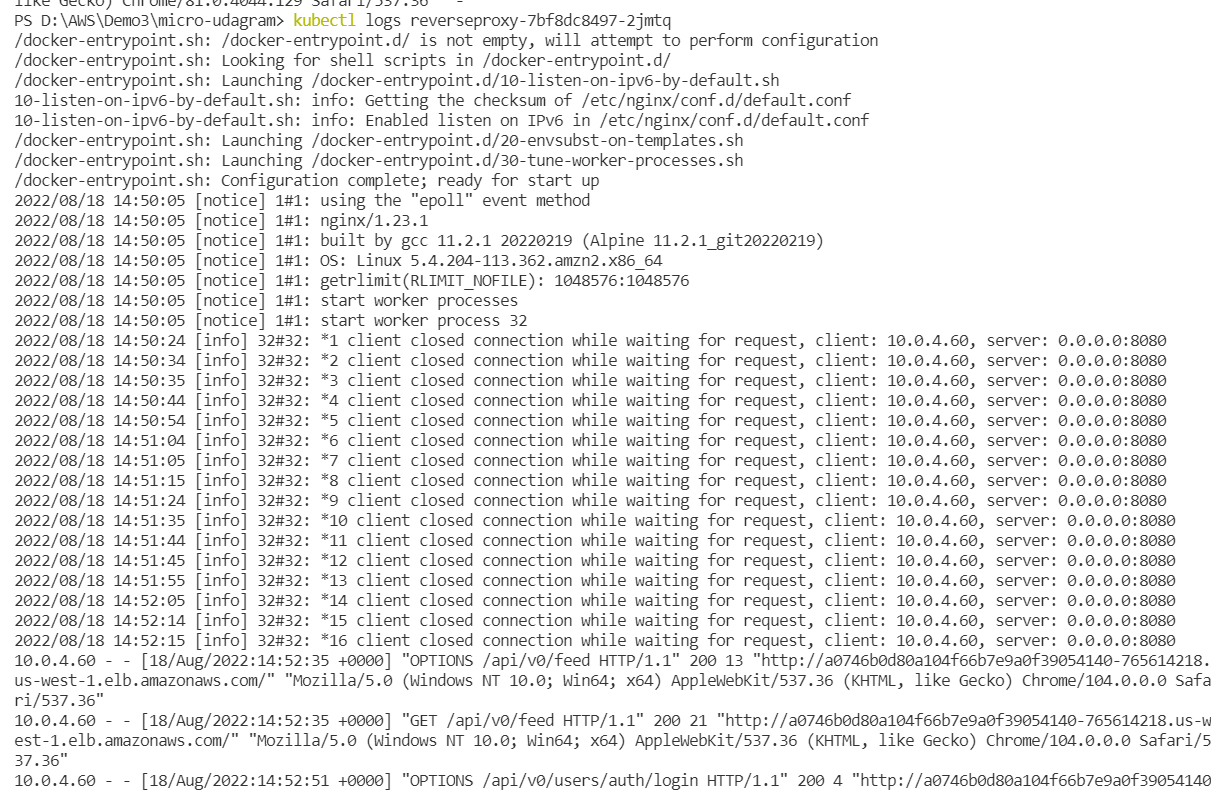 like Gecko) Chrome/81.0.4044.129 Safari/537.36" "-"
PS D:\AWS\Demo3\micro-udagram> kubectl logs reverseproxy-7bf8dc8497-2jmtq
/docker-entrypoint.sh: /docker-entrypoint.d/ is not empty, will attempt to perform configuration
/docker-entrypoint.sh: Looking for shell scripts in /docker-entrypoint.d/
/docker-entrypoint.sh: Launching /docker-entrypoint.d/10-listen-on-ipv6-by-default.sh
10-listen-on-ipv6-by-default.sh: info: Getting the checksum of /etc/nginx/conf.d/default.conf
10-listen-on-ipv6-by-default.sh: info: Enabled listen on IPv6 in /etc/nginx/conf.d/default.conf
/docker-entrypoint.sh: Launching /docker-entrypoint.d/20-envsubst-on-templates.sh
/docker-entrypoint.sh: Launching /docker-entrypoint.d/30-tune-worker-processes.sh
/docker-entrypoint.sh: Configuration complete; ready for start up
2022/08/18 14:50:05 [notice] 1#1: using the "epoll" event method
2022/08/18 14:50:05 [notice] 1#1: nginx/1.23.1
2022/08/18 14:50:05 [notice] 1#1: built by gcc 11.2.1 20220219 (Alpine 11.2.1_git20220219)
2022/08/18 14:50:05 [notice] 1#1: OS: Linux 5.4.204-113.362.amzn2.x86_64
2022/08/18 14:50:05 [notice] 1#1: getrlimit(RLIMIT_NOFILE): 1048576:1048576
2022/08/18 14:50:05 [notice] 1#1: start worker processes
2022/08/18 14:50:05 [notice] 1#1: start worker process 32
2022/08/18 14:50:24 [info] 32#32: *1 client closed connection while waiting for request, client: 10.0.4.60, server: 0.0.0.0:8080
2022/08/18 14:50:34 [info] 32#32: *2 client closed connection while waiting for request, client: 10.0.4.60, server: 0.0.0.0:8080
2022/08/18 14:50:35 [info] 32#32: *3 client closed connection while waiting for request, client: 10.0.4.60, server: 0.0.0.0:8080
2022/08/18 14:50:44 [info] 32#32: *4 client closed connection while waiting for request, client: 10.0.4.60, server: 0.0.0.0:8080
2022/08/18 14:50:54 [info] 32#32: *5 client closed connection while waiting for request, client: 10.0.4.60, server: 0.0.0.0:8080
2022/08/18 14:51:04 [info] 32#32: *6 client closed connection while waiting for request, client: 10.0.4.60, server: 0.0.0.0:8080
2022/08/18 14:51:05 [info] 32#32: *7 client closed connection while waiting for request, client: 10.0.4.60, server: 0.0.0.0:8080
2022/08/18 14:51:15 [info] 32#32: *8 client closed connection while waiting for request, client: 10.0.4.60, server: 0.0.0.0:8080
2022/08/18 14:51:24 [info] 32#32: *9 client closed connection while waiting for request, client: 10.0.4.60, server: 0.0.0.0:8080
2022/08/18 14:51:35 [info] 32#32: *10 client closed connection while waiting for request, client: 10.0.4.60, server: 0.0.0.0:8080
2022/08/18 14:51:44 [info] 32#32: *11 client closed connection while waiting for request, client: 10.0.4.60, server: 0.0.0.0:8080
2022/08/18 14:51:45 [info] 32#32: *12 client closed connection while waiting for request, client: 10.0.4.60, server: 0.0.0.0:8080
2022/08/18 14:51:55 [info] 32#32: *13 client closed connection while waiting for request, client: 10.0.4.60, server: 0.0.0.0:8080
2022/08/18 14:52:05 [info] 32#32: *14 client closed connection while waiting for request, client: 10.0.4.60, server: 0.0.0.0:8080
2022/08/18 14:52:14 [info] 32#32: *15 client closed connection while waiting for request, client: 10.0.4.60, server: 0.0.0.0:8080
2022/08/18 14:52:15 [info] 32#32: *16 client closed connection while waiting for request, client: 10.0.4.60, server: 0.0.0.0:8080
10.0.4.60 - - [18/Aug/2022:14:52:35 +0000] "OPTIONS /api/v0/feed HTTP/1.1" 200 13 "http://a0746b0d80a104f66b7e9a0f39054140-765614218.
us-west-1.elb.amazonaws.com/" "Mozilla/5.0 (Windows NT 10.0; Win64; x64) AppleWebKit/537.36 (KHTML, like Gecko) Chrome/104.0.0.0 Safa
ri/537.36"
10.0.4.60 - - [18/Aug/2022:14:52:35 +0000] "GET /api/v0/feed HTTP/1.1" 200 21 "http://a0746b0d80a104f66b7e9a0f39054140-765614218.us-w
est-1.elb.amazonaws.com/" "Mozilla/5.0 (Windows NT 10.0; Win64; x64) AppleWebKit/537.36 (KHTML, like Gecko) Chrome/104.0.0.0 Safari/5
37.36"
10.0.4.60 - - [18/Aug/2022:14:52:51 +0000] "OPTIONS /api/v0/users/auth/login HTTP/1.1" 200 4 "http://a0746b0d80a104f66b7e9a0f39054140